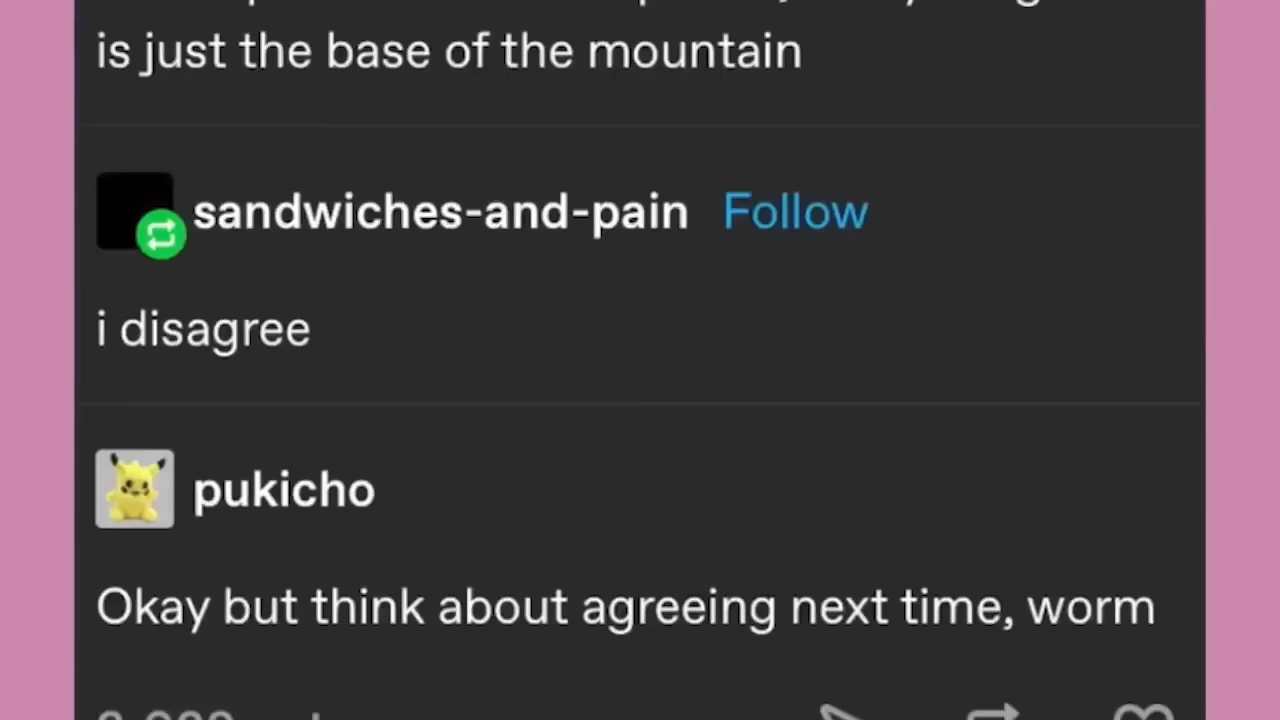 is just the base of the mountain
sandwiches-and-pain Follow
i disagree
pukicho
Okay but think about agreeing next time, worm